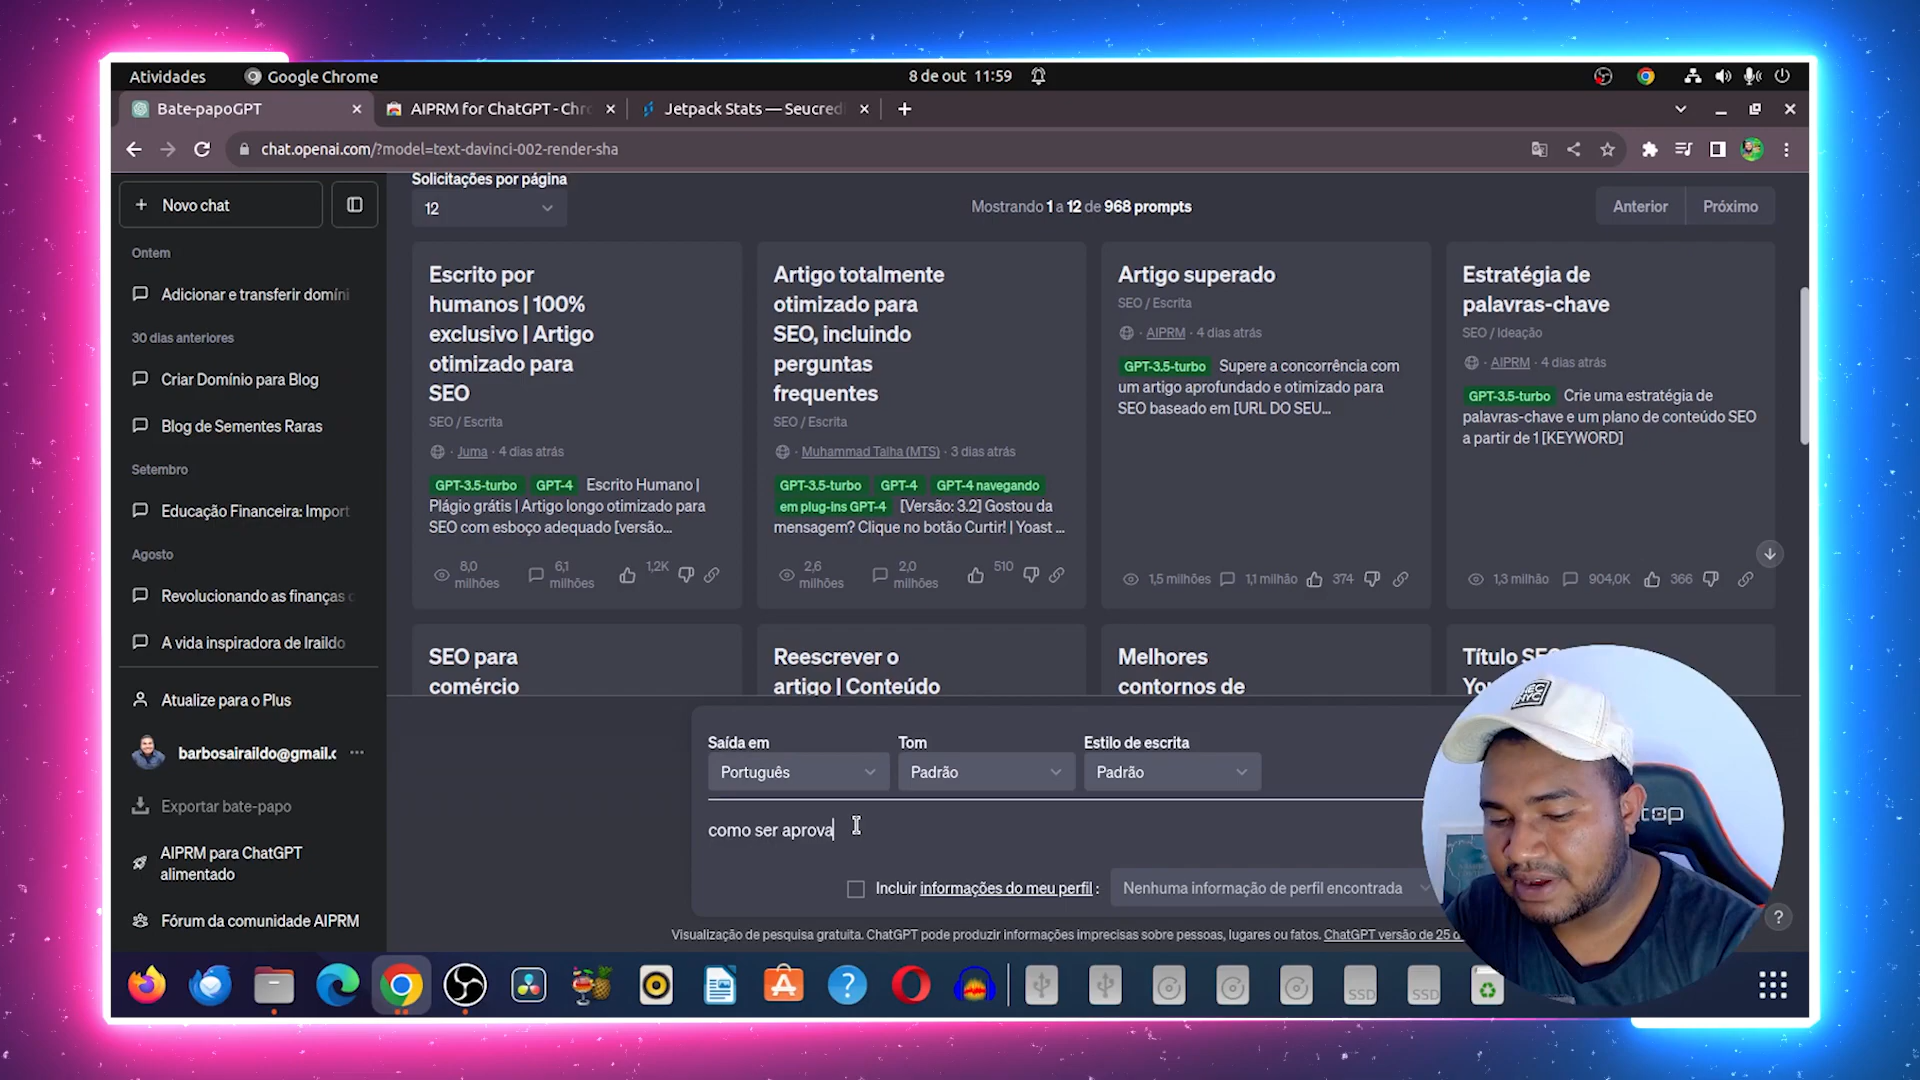 Atividades
Google Chrome
8 de out 11:59
Bate-papoGPT
AIPRM for ChatGPT - Chr
Jetpack Stats — Seucred
chat.openai.com/?model=text-davinci-002-render-sha
Novo chat
Ontem
Adicionar e transferir domíni
30 dias anteriores
Criar Domínio para Blog
Blog de Sementes Raras
Setembro
Educação Financeira: Import
Agosto
Revolucionando as finanças
A vida inspiradora de Iraildo
Atualize para o Plus
barbosairaildo@gmail.c
Exportar bate-papo
AIPRM para ChatGPT
alimentado
Fórum da comunidade AIPRM
Solicitações por página
12
Mostrando 1 a 12 de 968 prompts
Anterior
Próximo
Escrito por
humanos | 100%
exclusivo | Artigo
otimizado para
SEO
SEO / Escrita
Juma · 4 dias atrás
GPT-3.5-turbo GPT-4 Escrito Humano |
Plágio grátis | Artigo longo otimizado para
SEO com esboço adequado [versão...
8,0
milhões
6,1
milhões
1,2K
Artigo totalmente
otimizado para
SEO, incluindo
perguntas
frequentes
SEO / Escrita
· Muhammad Talha (MTS) · 3 dias atrás
GPT-3.5-turbo GPT-4 GPT-4 navegando
em plug-ins GPT-4 [Versão: 3.2] Gostou da
mensagem? Clique no botão Curtir! | Yoast ...
2,6
milhões
2,0
milhões
510
Artigo superado
SEO / Escrita
· AIPRM · 4 dias atrás
GPT-3.5-turbo Supere a concorrência com
um artigo aprofundado e otimizado para
SEO baseado em [URL DO SEU...
1,5 milhões
1,1 milhão
374
Estratégia de
palavras-chave
SEO / Ideação
· AIPRM · 4 dias atrás
GPT-3.5-turbo Crie uma estratégia de
palavras-chave e um plano de conteúdo SEO
a partir de 1 [KEYWORD]
1,3 milhão
904,0K
366
SEO para
comércio
Reescrever o
artigo | Conteúdo
Melhores
contornos de
Título SE
You
Saída em
Português
Tom
Padrão
Estilo de escrita
Padrão
como ser aprova
Incluir informações do meu perfil :
Nenhuma informação de perfil encontrada
Visualização de pesquisa gratuita. ChatGPT pode produzir informações imprecisas sobre pessoas, lugares ou fatos. ChatGPT versão de 25 d
?
SSD
SSD